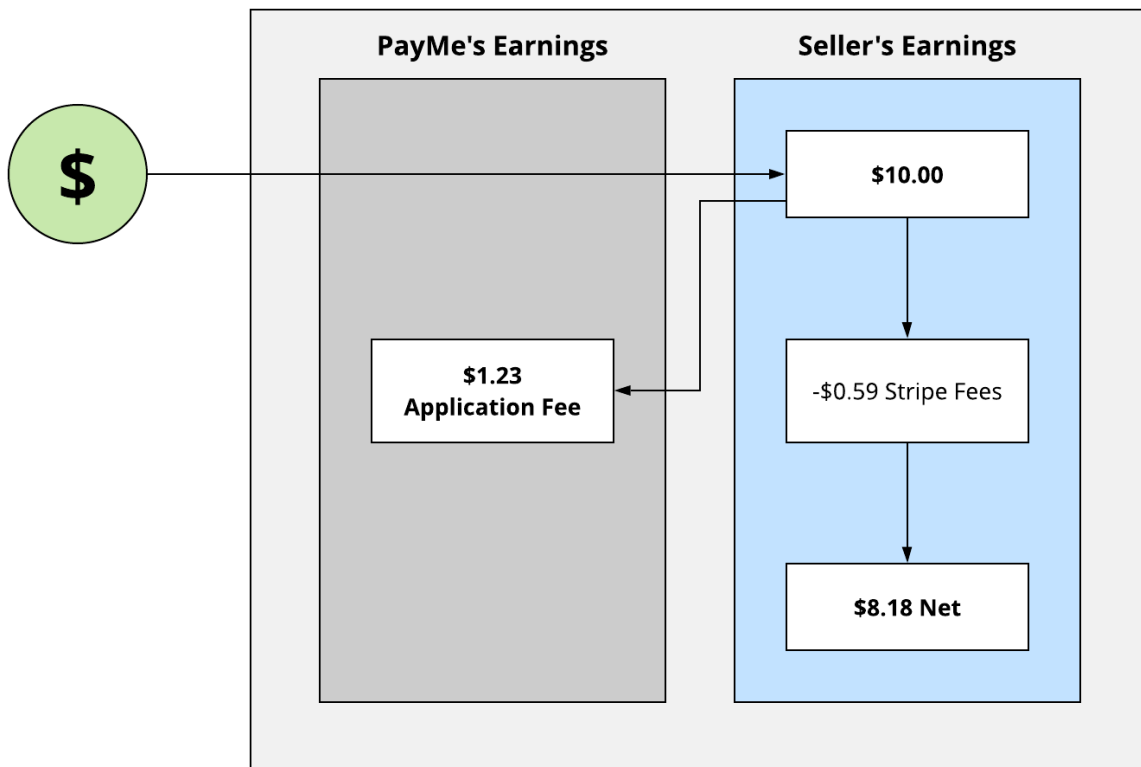 PayMe's Earnings
Seller's Earnings
$
$10.00
$1.23
Application Fee
-$0.59 Stripe Fees
$8.18 Net